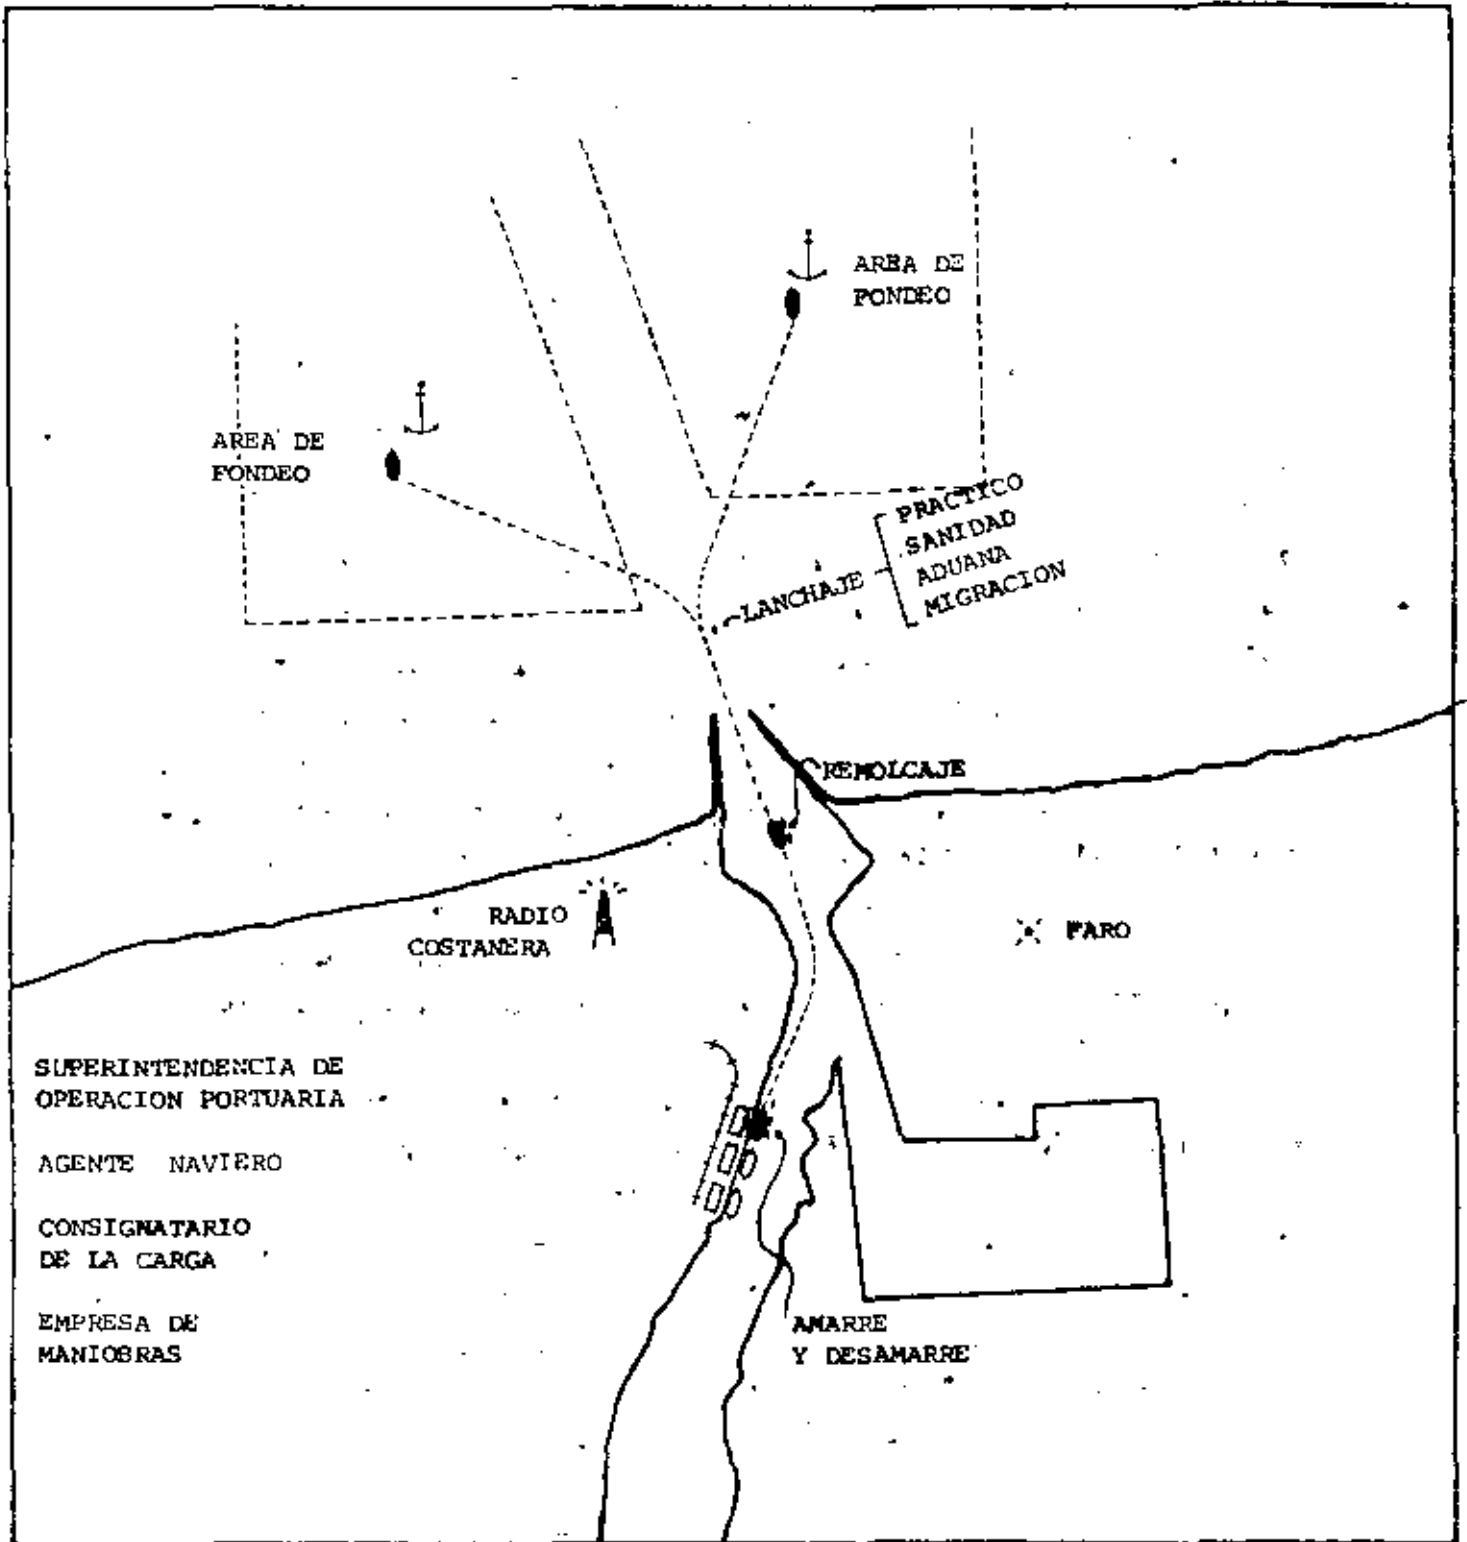 AREA DE
FONDEO
AREA DE
FONDEO
PRACTICO
SANIDAD
LANCHAJE
ADUANA
MIGRACION
REMOLCAJE
RADIO
COSTANERA
FARO
SUPERINTENDENCIA DE
OPERACION PORTUARIA
AGENTE NAVIERO
CONSIGNATARIO
DE LA CARGA
EMPRESA DE
MANIOBRAS
AMARRE
Y DESAMARRE